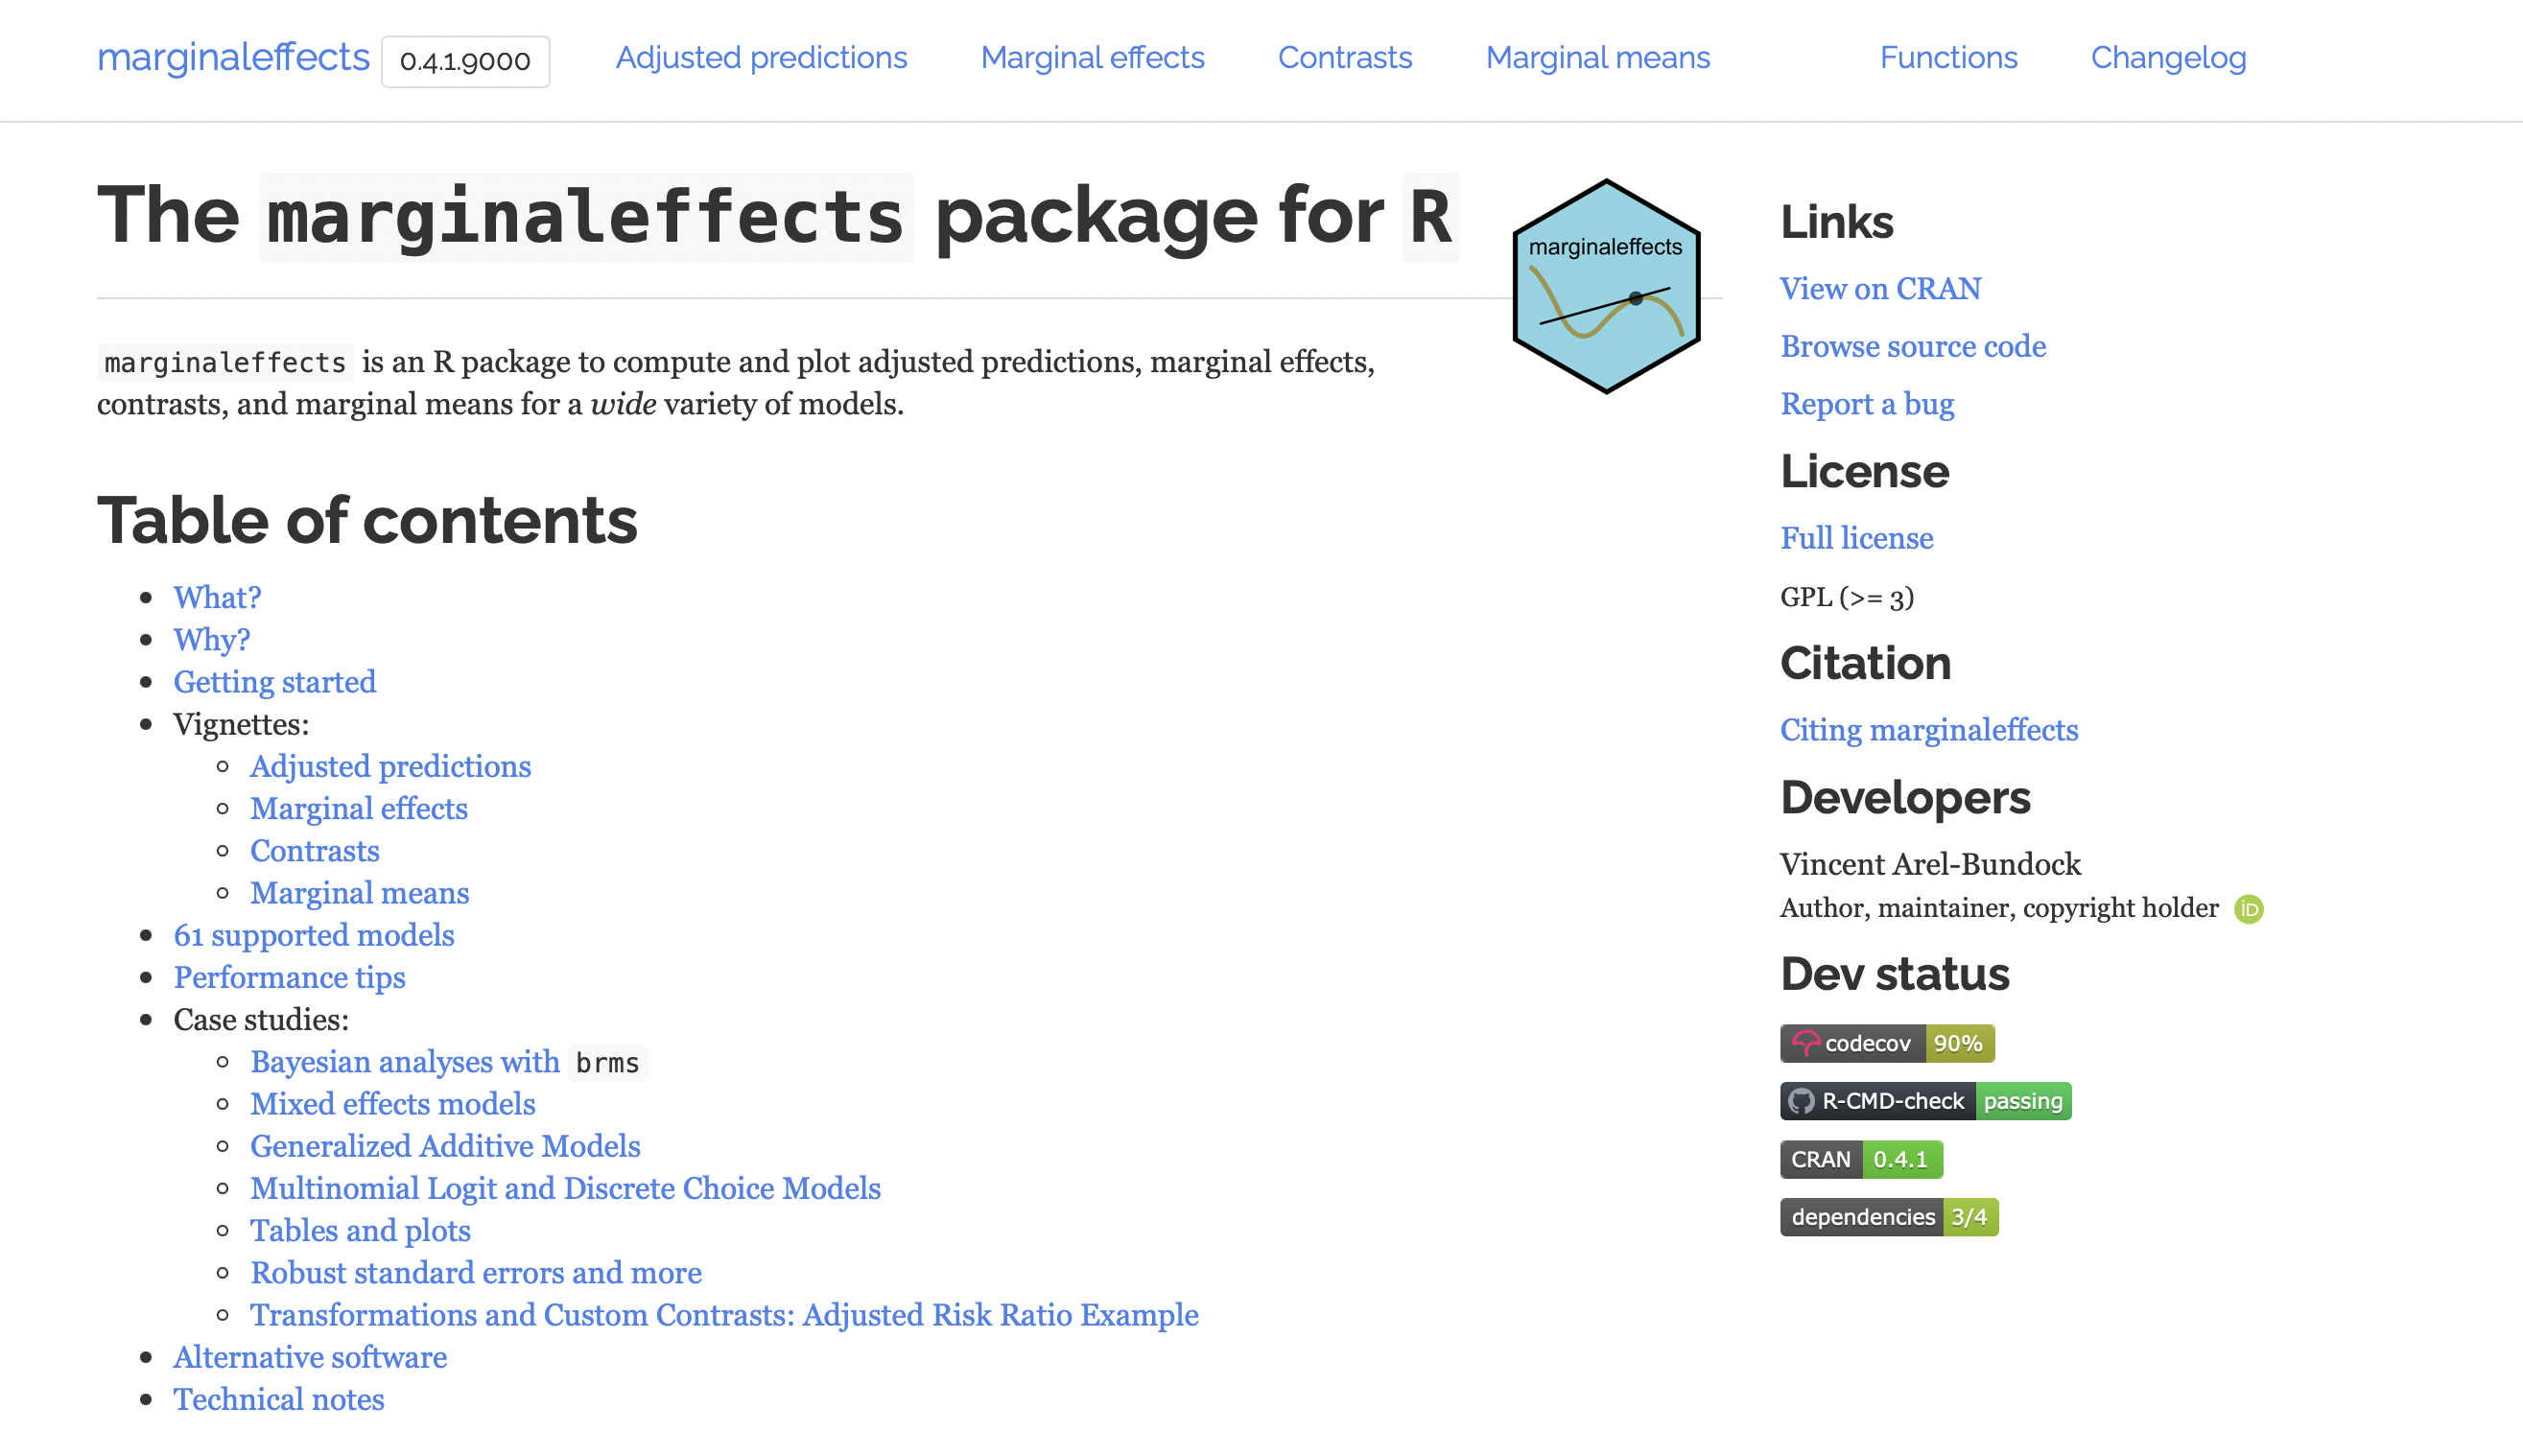 marginaleffects 0.4.1.9000 Adjusted predictions Marginal effects Contrasts Marginal means Functions Changelog
The marginaleffects package for R
marginaleffects
marginaleffects is an R package to compute and plot adjusted predictions, marginal effects,
contrasts, and marginal means for a wide variety of models.
Table of contents
What?
Why?
Getting started
Vignettes:
Adjusted predictions
Marginal effects
Contrasts
Marginal means
61 supported models
Performance tips
Case studies:
Bayesian analyses with brms
Mixed effects models
Generalized Additive Models
Multinomial Logit and Discrete Choice Models
Tables and plots
Robust standard errors and more
Transformations and Custom Contrasts: Adjusted Risk Ratio Example
Alternative software
Technical notes
Links
View on CRAN
Browse source code
Report a bug
License
Full license
GPL (>= 3)
Citation
Citing marginaleffects
Developers
Vincent Arel-Bundock
Author, maintainer, copyright holder iD
Dev status
codecov 90%
R-CMD-check passing
CRAN 0.4.1
dependencies 3/4